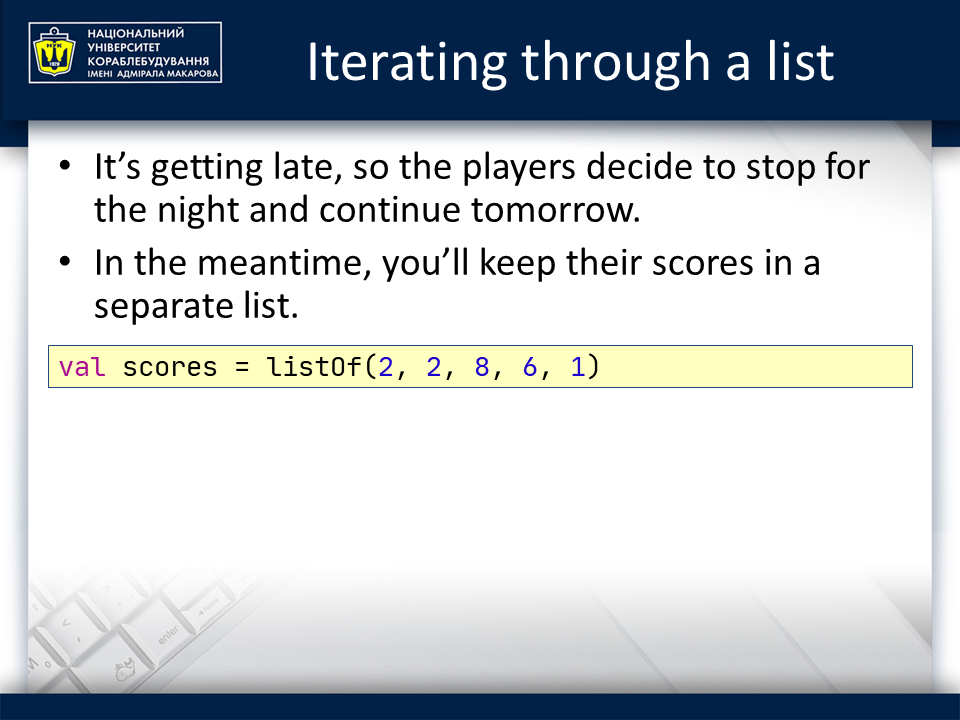 НАЦІОНАЛЬНИЙ
УНІВЕРСИТЕТ
КОРАБЛЕБУДУВАННЯ
ІМЕНІ АДМІРАЛА МАКАРОВА
НУК
1920
Iterating through a list
• It’s getting late, so the players decide to stop for
the night and continue tomorrow.
• In the meantime, you’ll keep their scores in a
separate list.
val scores = listOf(2, 2, 8, 6, 1)
enter